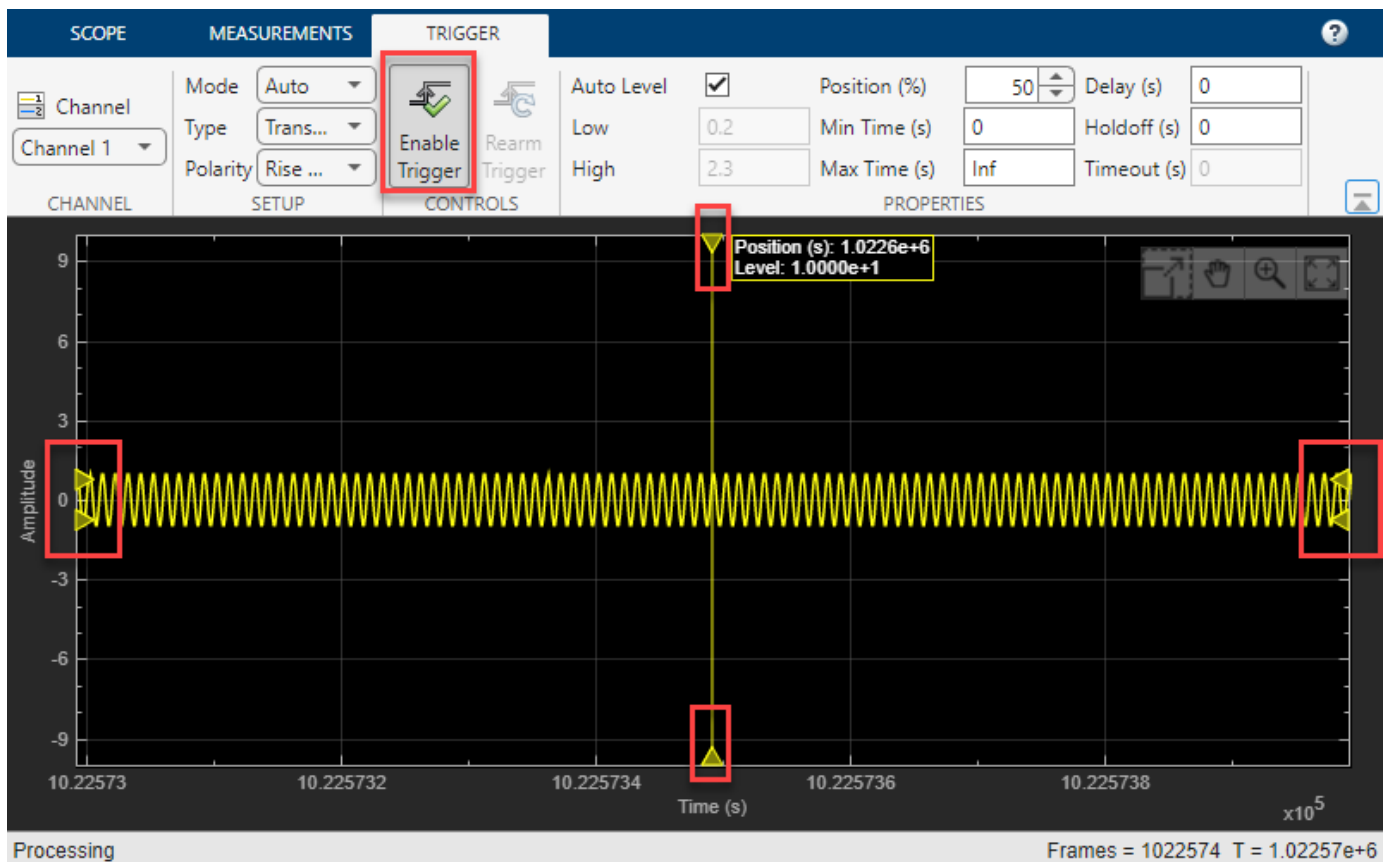 SCOPE MEASUREMENTS TRIGGER ?
Mode Auto Auto Level Position (%) 50 Delay (s) 0
Channel
Type Trans... Low 0.2 Min Time (s) 0 Holdoff (s) 0
Channel 1
Enable Rearm
Polarity Rise ... Trigger Trigger High 2.3 Max Time (s) Inf Timeout (s) 0
CHANNEL SETUP CONTROLS PROPERTIES
Position (s): 1.0226e+6
Level: 1.0000e+1
9
6
3
Amplitude
0
-3
-6
-9
10.22573 10.225732 10.225734 10.225736 10.225738
Time (s)
x10^5
Processing Frames = 1022574 T = 1.02257e+6